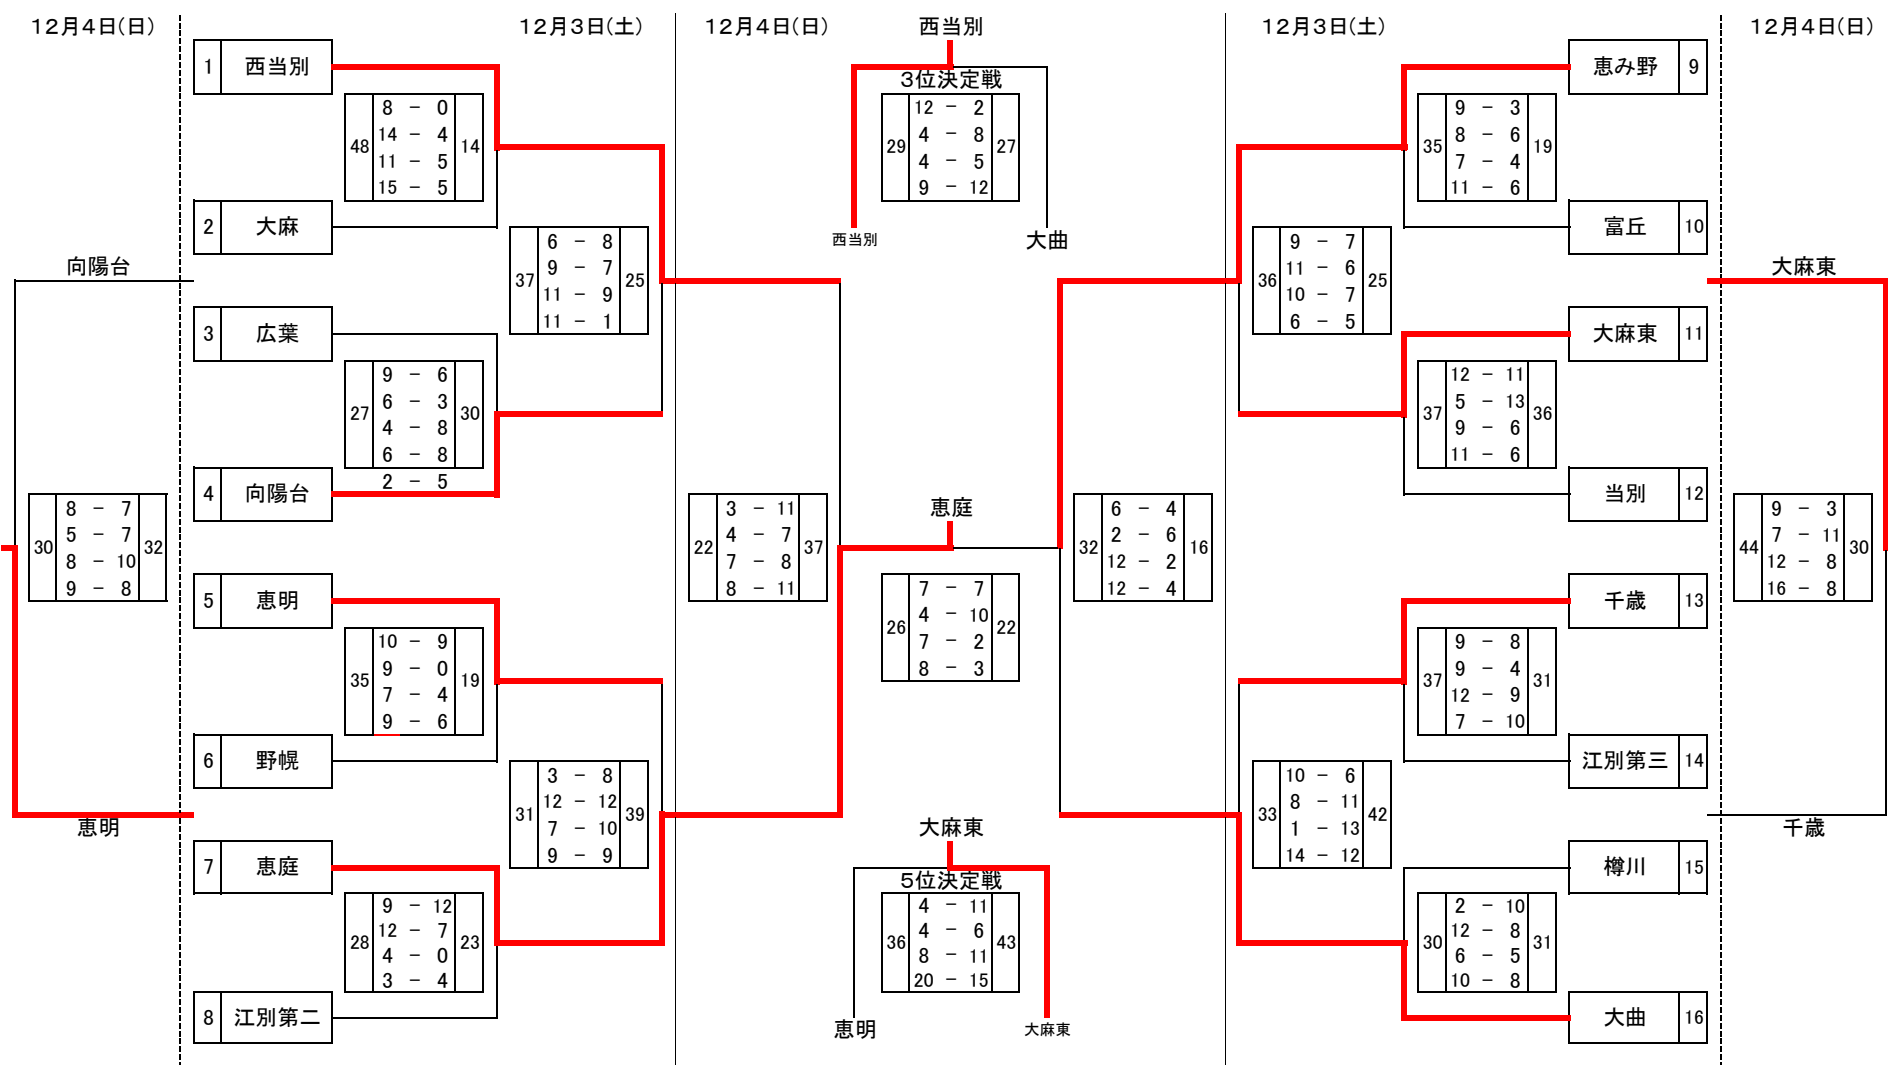 12月4日(日)
12月3日(土)
12月4日(日)
西当別
12月3日(土)
12月4日(日)
1 西当別
8 - 0
14 - 4
11 - 5
15 - 5
48 14
2 大麻
6 - 8
9 - 7
11 - 9
11 - 1
37 25
向陽台
3 広葉
9 - 6
6 - 3
4 - 8
6 - 8
2 - 5
27 30
4 向陽台
8 - 7
5 - 7
8 - 10
9 - 8
30 32
5 恵明
10 - 9
9 - 0
7 - 4
9 - 6
35 19
6 野幌
3 - 8
12 - 12
7 - 10
9 - 9
31 39
恵明
7 恵庭
9 - 12
12 - 7
4 - 0
3 - 4
28 23
8 江別第二
3位決定戦
12 - 2
4 - 8
4 - 5
9 - 12
29 27
西当別
大曲
3 - 11
4 - 7
7 - 8
8 - 11
22 37
恵庭
7 - 7
4 - 10
7 - 2
8 - 3
26 22
6 - 4
2 - 6
12 - 2
12 - 4
32 16
大麻東
5位決定戦
4 - 11
4 - 6
8 - 11
20 - 15
36 43
恵明
大麻東
恵み野 9
9 - 3
8 - 6
7 - 4
11 - 6
35 19
富丘 10
9 - 7
11 - 6
10 - 7
6 - 5
36 25
大麻東
大麻東 11
12 - 11
5 - 13
9 - 6
11 - 6
37 36
当別 12
9 - 3
7 - 11
12 - 8
16 - 8
44 30
千歳 13
9 - 8
9 - 4
12 - 9
7 - 10
37 31
江別第三 14
10 - 6
8 - 11
1 - 13
14 - 12
33 42
千歳
樽川 15
2 - 10
12 - 8
6 - 5
10 - 8
30 31
大曲 16